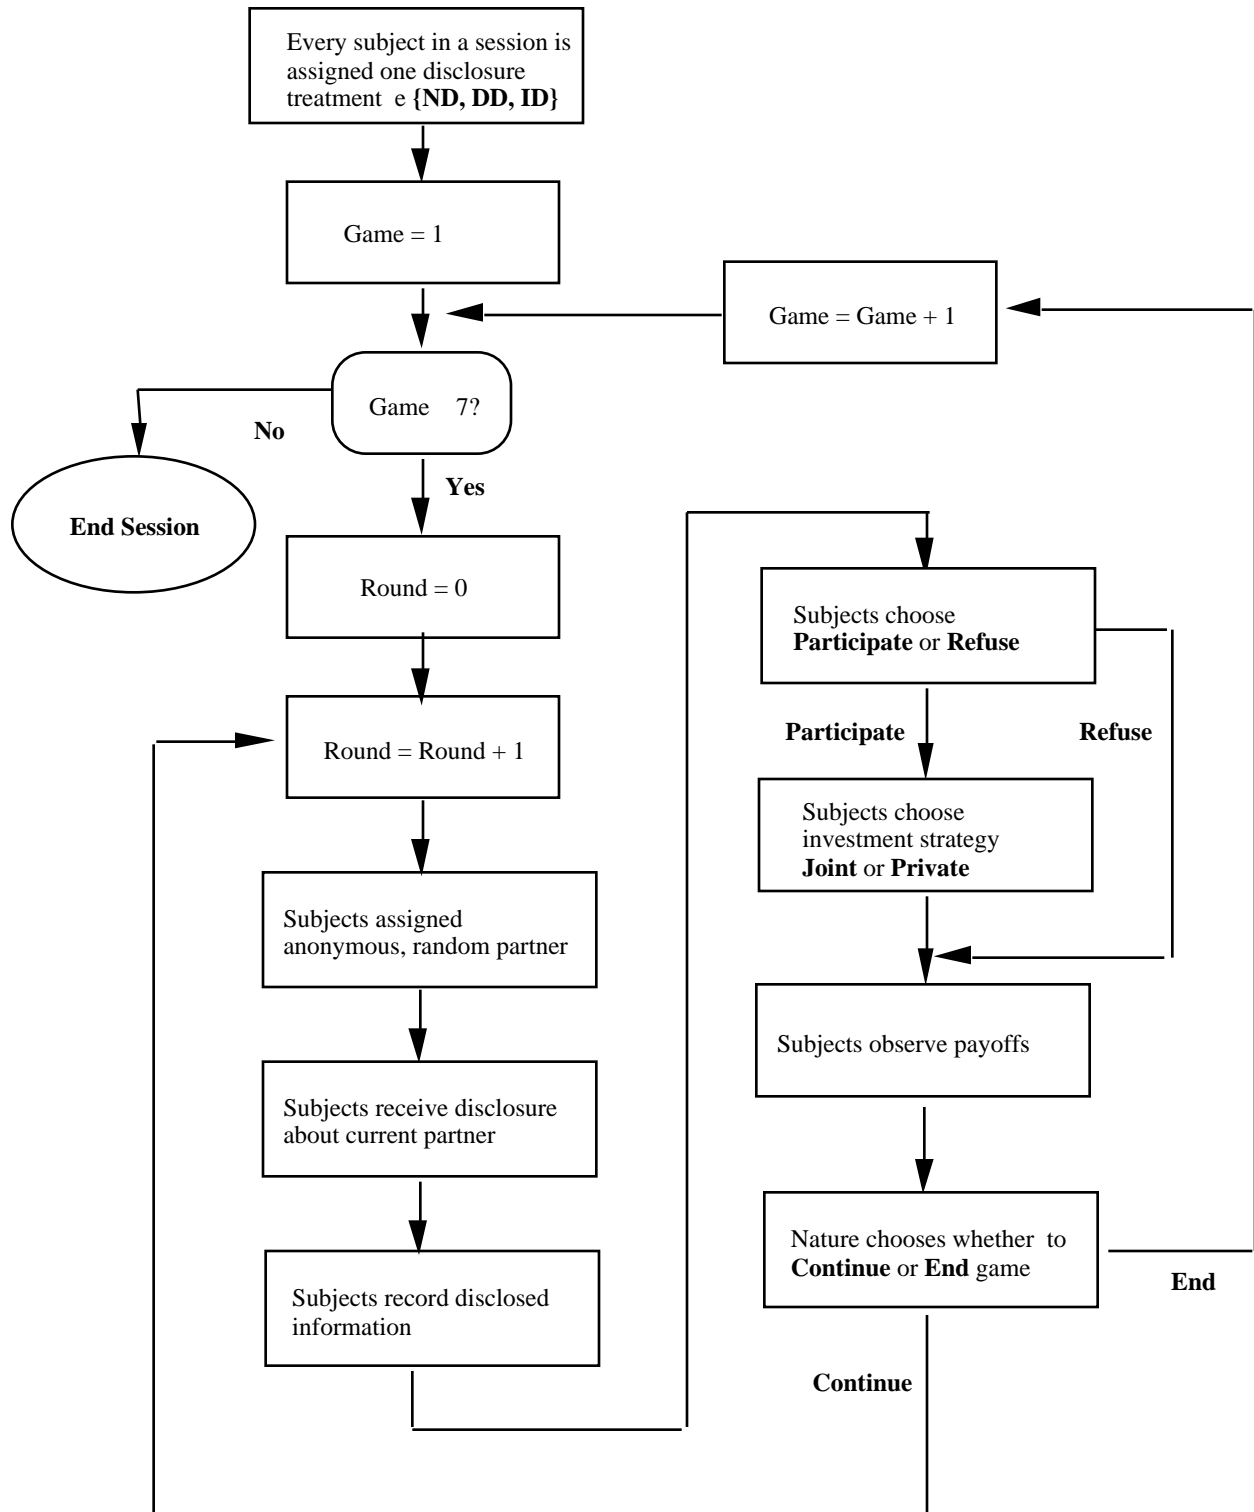 Every subject in a session is
assigned one disclosure
treatment e {ND, DD, ID}
Game = 1
Game = Game + 1
Game 7?
No
Yes
End Session
Round = 0
Round = Round + 1
Subjects assigned
anonymous, random partner
Subjects receive disclosure
about current partner
Subjects record disclosed
information
Subjects choose
Participate or Refuse
Participate
Refuse
Subjects choose
investment strategy
Joint or Private
Subjects observe payoffs
Nature chooses whether to
Continue or End game
End
Continue